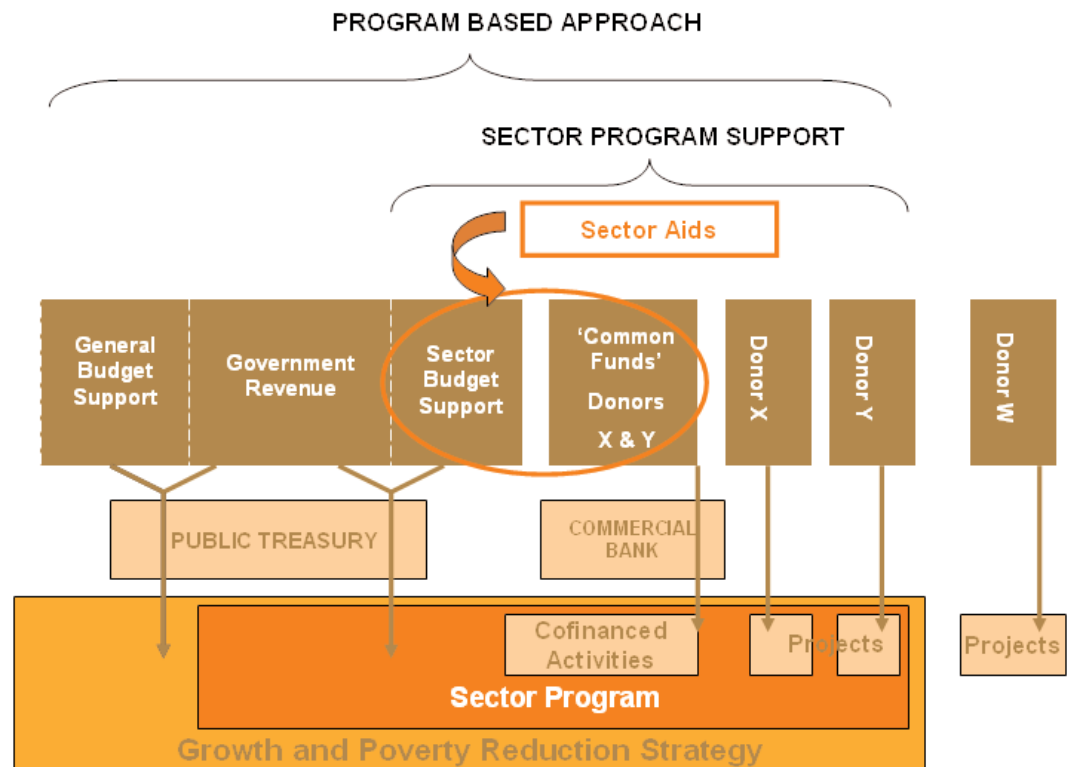 PROGRAM BASED APPROACH
SECTOR PROGRAM SUPPORT
Sector Aids
General
Budget
Support
Government
Revenue
Sector
Budget
Support
‘Common
Funds’
Donors
X & Y
Donor X
Donor Y
Donor W
PUBLIC TREASURY
COMMERCIAL
BANK
Cofinanced
Activities
Projects
Projects
Sector Program
Growth and Poverty Reduction Strategy